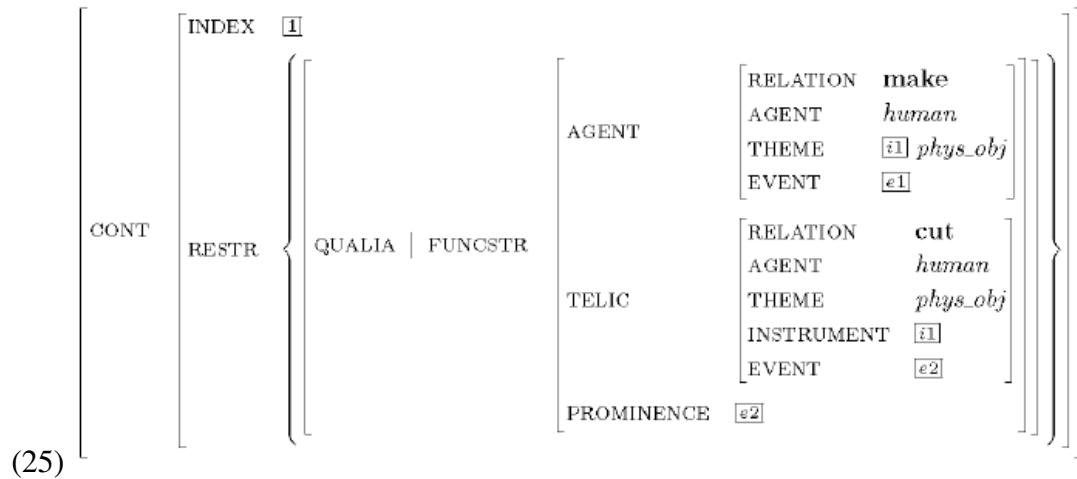 INDEX 1
RELATION make
AGENT human
AGENT THEME i1 phys_obj
EVENT e1
CONT RESTR { QUALIA | FUNCSTR }
RELATION cut
AGENT human
TELIC THEME phys_obj
INSTRUMENT i1
EVENT e2
PROMINENCE e2
(25)